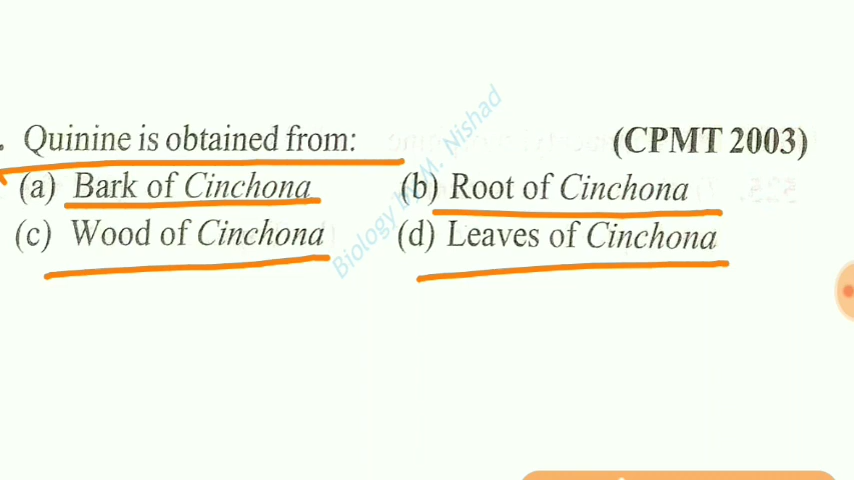 . Quinine is obtained from: (CPMT 2003)
(a) Bark of Cinchona (b) Root of Cinchona
(c) Wood of Cinchona (d) Leaves of Cinchona
Biology by M. Nishad